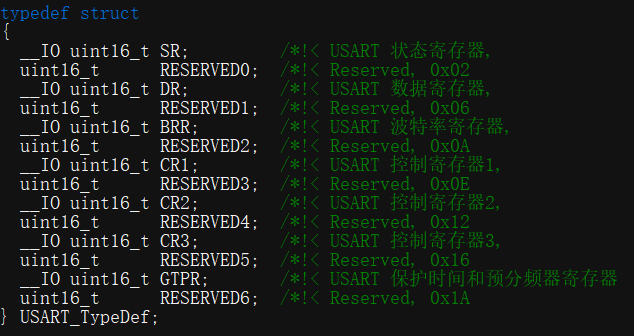 typedef struct
{
  __IO uint16_t SR;         /*!< USART 状态寄存器,
  uint16_t      RESERVED0;  /*!< Reserved, 0x02
  __IO uint16_t DR;         /*!< USART 数据寄存器,
  uint16_t      RESERVED1;  /*!< Reserved, 0x06
  __IO uint16_t BRR;        /*!< USART 波特率寄存器,
  uint16_t      RESERVED2;  /*!< Reserved, 0x0A
  __IO uint16_t CR1;        /*!< USART 控制寄存器1,
  uint16_t      RESERVED3;  /*!< Reserved, 0x0E
  __IO uint16_t CR2;        /*!< USART 控制寄存器2,
  uint16_t      RESERVED4;  /*!< Reserved, 0x12
  __IO uint16_t CR3;        /*!< USART 控制寄存器3,
  uint16_t      RESERVED5;  /*!< Reserved, 0x16
  __IO uint16_t GTPR;       /*!< USART 保护时间和预分频器寄存器
  uint16_t      RESERVED6;  /*!< Reserved, 0x1A
} USART_TypeDef;